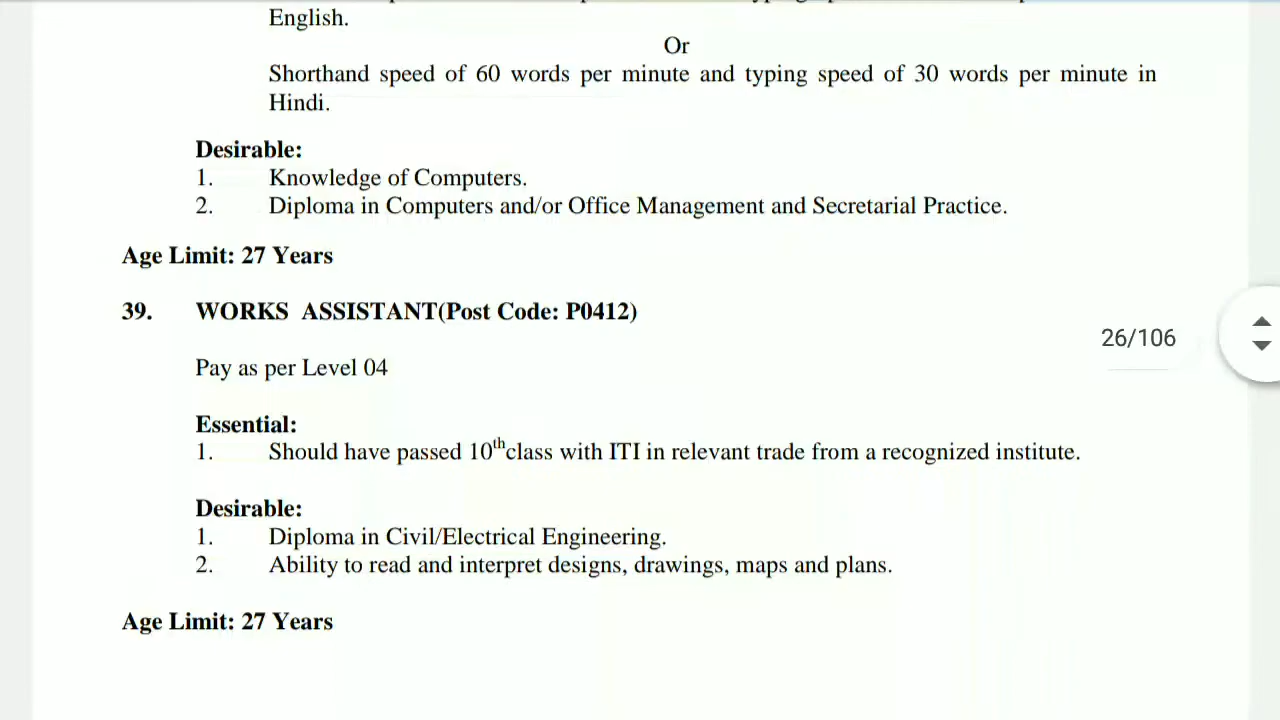 English.
Or
Shorthand speed of 60 words per minute and typing speed of 30 words per minute in
Hindi.
Desirable:
1. Knowledge of Computers.
2. Diploma in Computers and/or Office Management and Secretarial Practice.
Age Limit: 27 Years
39. WORKS ASSISTANT(Post Code: P0412)
26/106
Pay as per Level 04
Essential:
1. Should have passed 10thclass with ITI in relevant trade from a recognized institute.
Desirable:
1. Diploma in Civil/Electrical Engineering.
2. Ability to read and interpret designs, drawings, maps and plans.
Age Limit: 27 Years